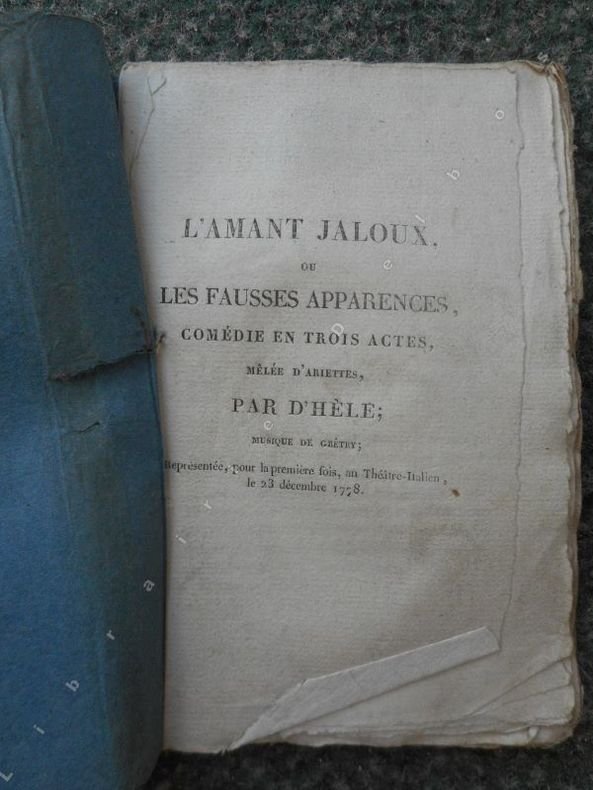 L'AMANT JALOUX,
OU
LES FAUSSES APPARENCES,
COMÉDIE EN TROIS ACTES,
MÊLÉE D'ARIETTES,
PAR D'HÈLE;
MUSIQUE DE GRÉTRY;
Représentée, pour la première fois, au Théâtre-Italien,
le 23 décembre 1778.
Librairie